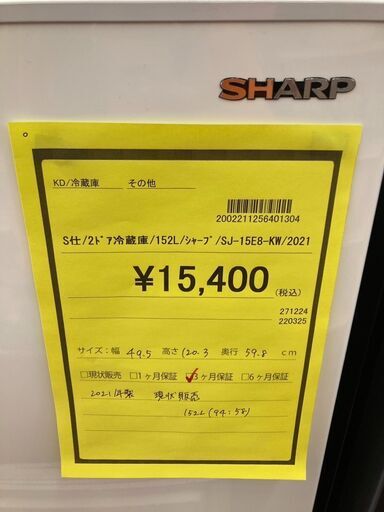 SHARP
KD/冷蔵庫 その他
2002211256401304
S仕/2ﾄﾞｱ冷蔵庫/152L/ｼｬｰﾌﾟ/SJ-15E8-KW/2021
¥15,400
(税込)
271224
220325
サイズ:幅 49.5 高さ 120.3 奥行 59.8 cm
□現状販売 □1ヶ月保証 ☑3ヶ月保証 □6ヶ月保証
2021年製 現状販売
152L (94:58)